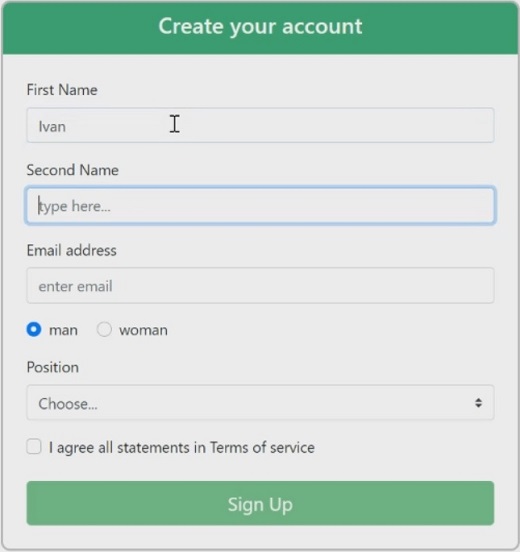 Create your account
First Name
Ivan
Second Name
type here...
Email address
enter email
man woman
Position
Choose...
I agree all statements in Terms of service
Sign Up